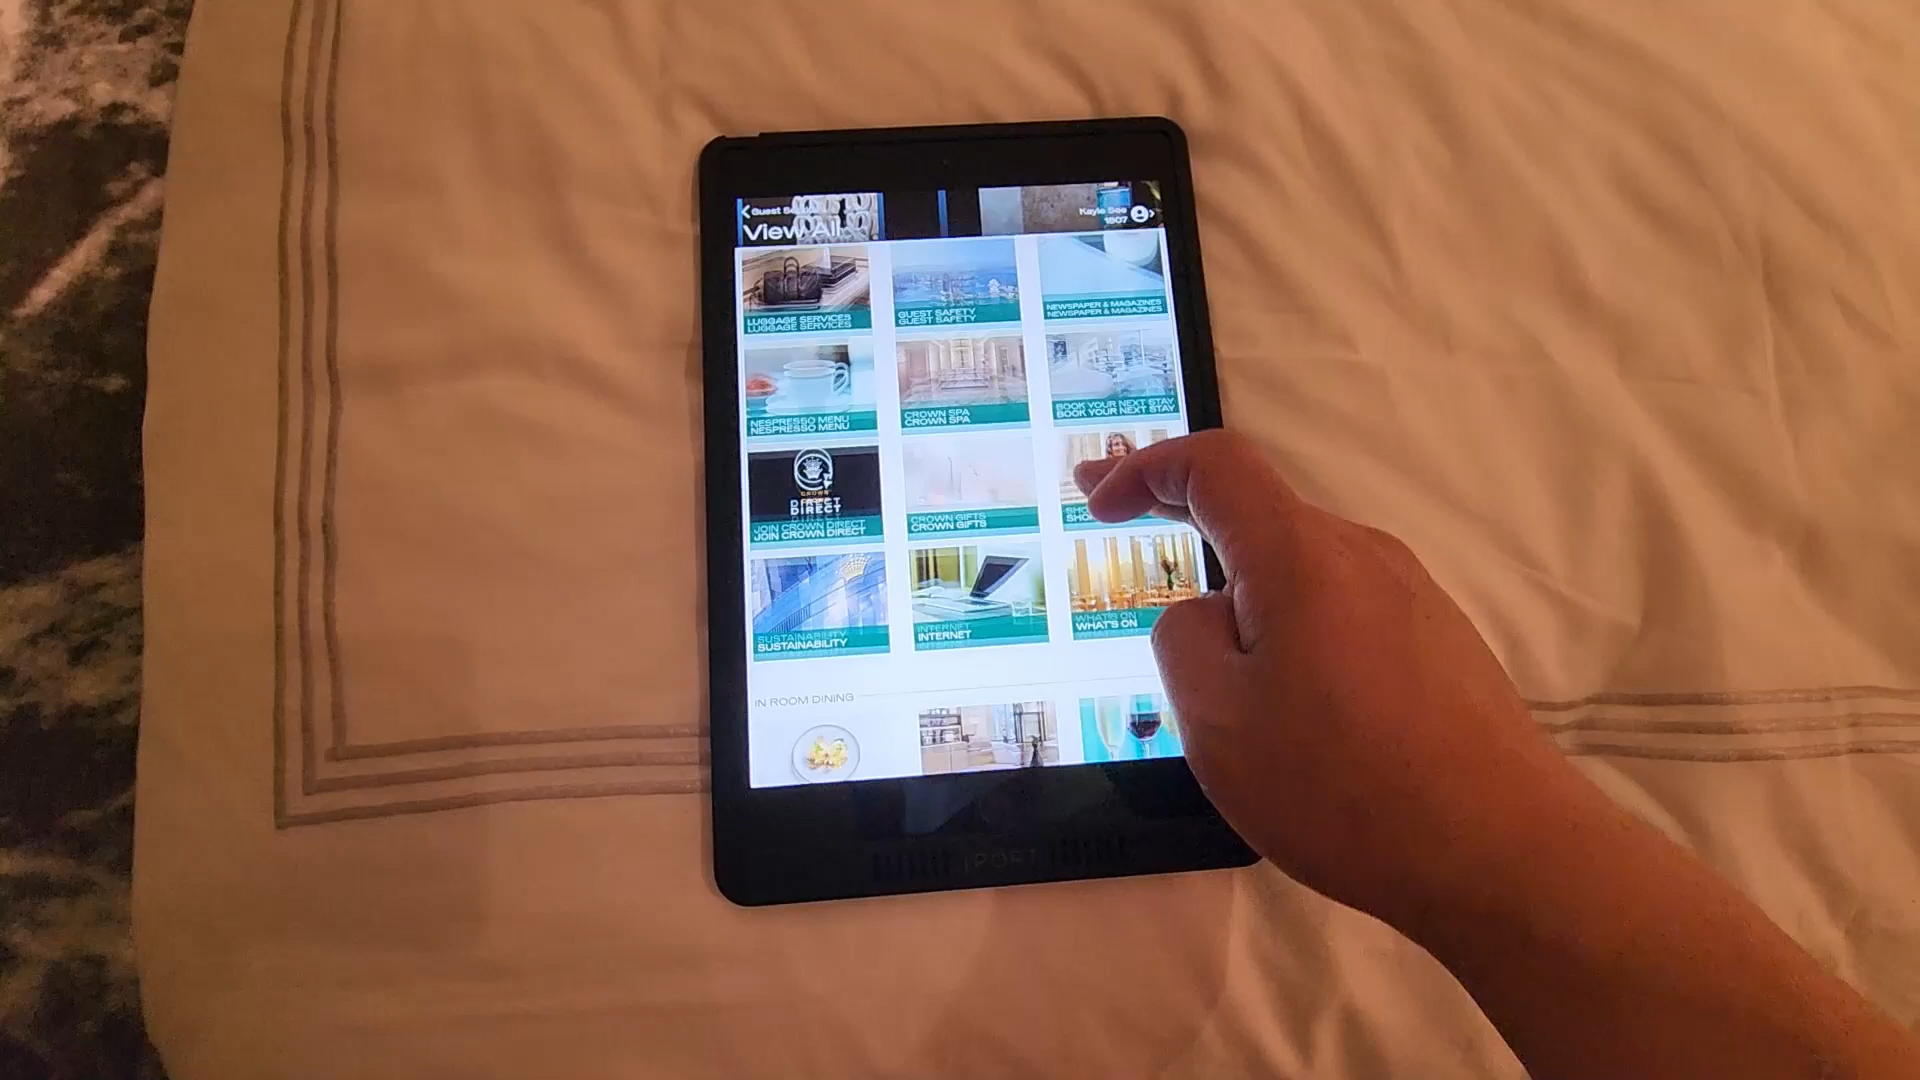 Guest
Kayle See
1507
View All
LUGGAGE SERVICES
GUEST SAFETY
NEWSPAPER & MAGAZINES
NESPRESSO MENU
CROWN SPA
BOOK YOUR NEXT STAY
CROWN
DIRECT
JOIN CROWN DIRECT
CROWN GIFTS
SUSTAINABILITY
INTERNET
WHAT'S ON
IN ROOM DINING
IPORT